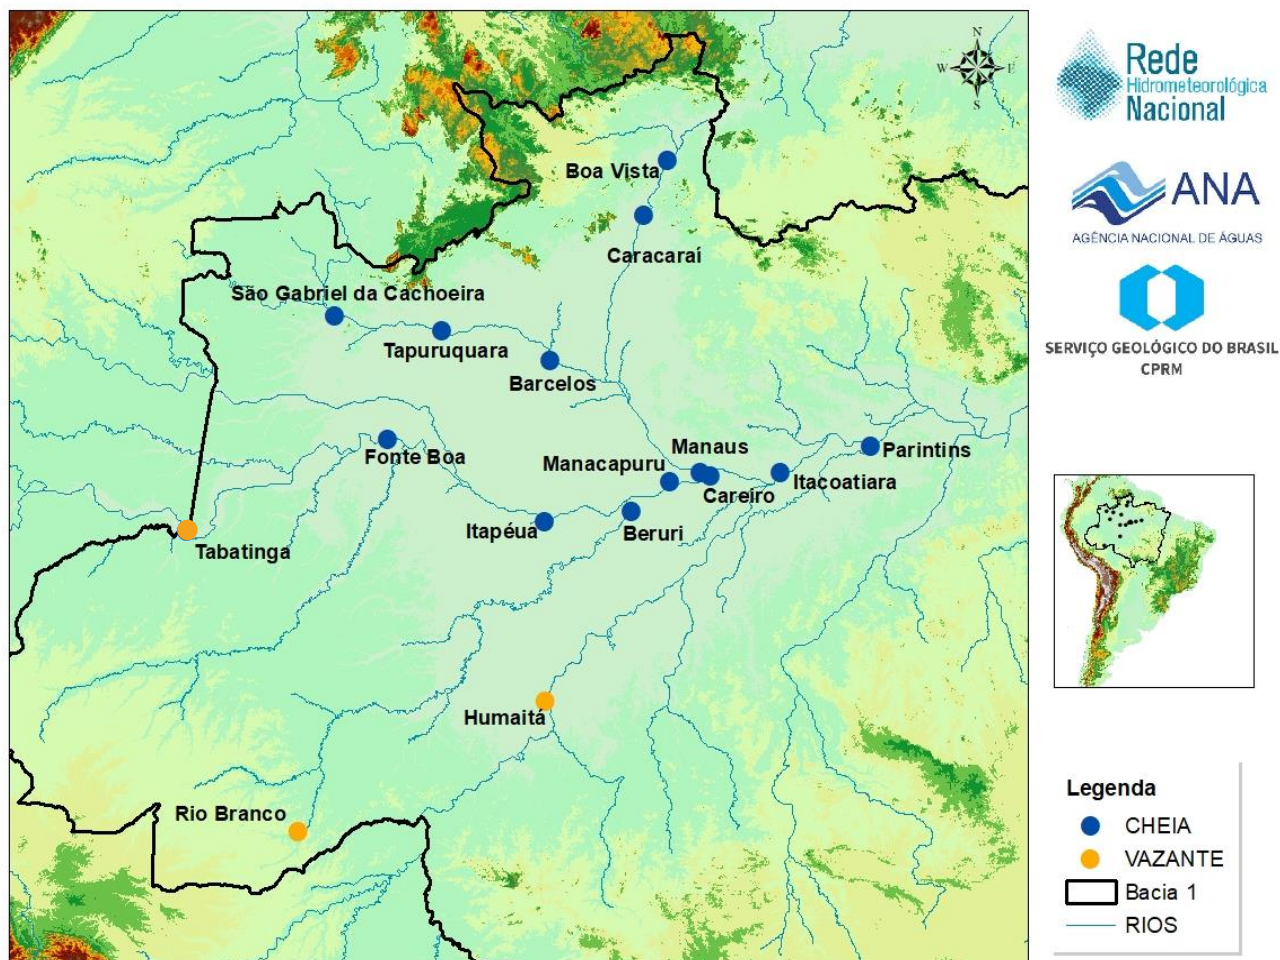 N
W
E
S
Boa Vista
Caracaraí
São Gabriel da Cachoeira
Tapuruquara
Barcelos
Fonte Boa
Manaus
Parintins
Manacapuru
Careiro
Itacoatiara
Itapéua
Beruri
Tabatinga
Humaitá
Rio Branco
Rede
Hidrometeorológica
Nacional
ANA
AGÊNCIA NACIONAL DE ÁGUAS
SERVIÇO GEOLÓGICO DO BRASIL
CPRM
Legenda
CHEIA
VAZANTE
Bacia 1
RIOS